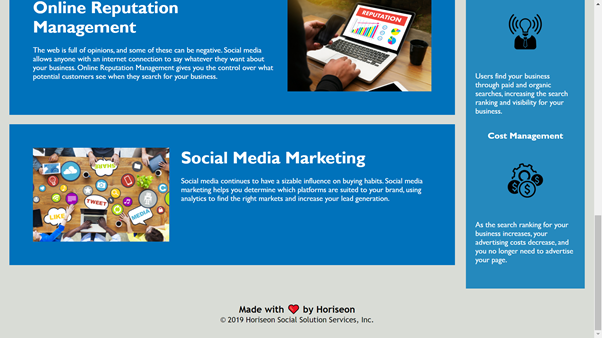 Online Reputation
Management
The web is full of opinions, and some of these can be negative. Social media
allows anyone with an internet connection to say whatever they want about
your business. Online Reputation Management gives you the control over what
potential customers see when they search for your business.
REPUTATION
Social Media Marketing
Social media continues to have a sizable influence on buying habits. Social media
marketing helps you determine which platforms are suited to your brand, using
analytics to find the right markets and increase your lead generation.
TWEET
LIKE
MEDIA
Users find your business
through paid and organic
searches, increasing the search
ranking and visibility for your
business.
Cost Management
As the search ranking for your
business increases, your
advertising costs decrease, and
you no longer need to advertise
your page.
Made with ❤️ by Horiseon
© 2019 Horiseon Social Solution Services, Inc.